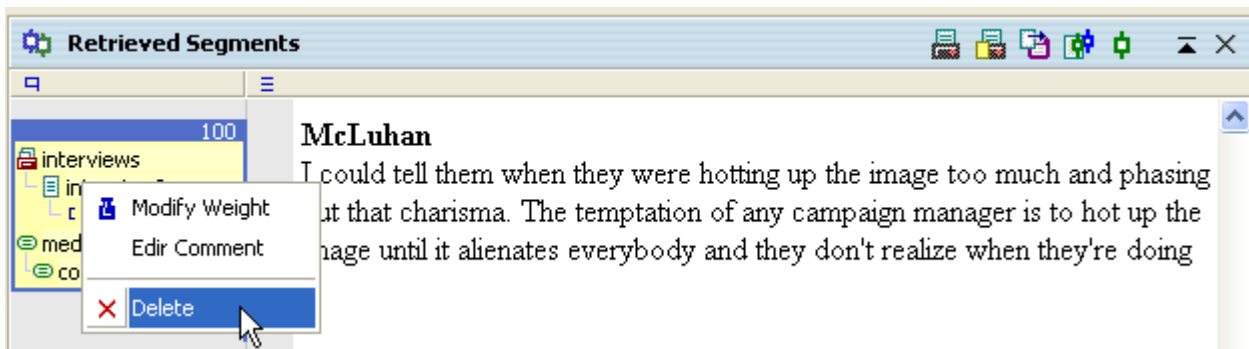 Retrieved Segments
100
interviews
McLuhan
I could tell them when they were hotting up the image too much and phasing
Modify Weight
that charisma. The temptation of any campaign manager is to hot up the
Edir Comment
until it alienates everybody and they don't realize when they're doing
Delete